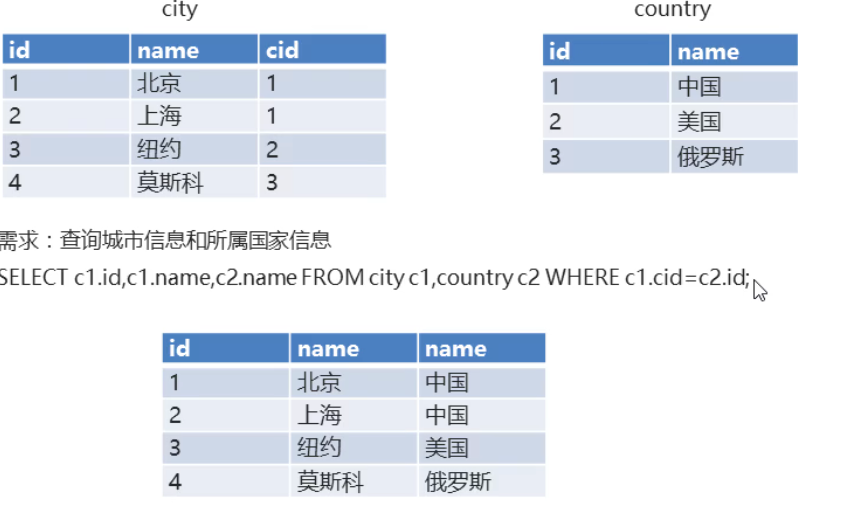 city country
id name cid id name
1 北京 1 1 中国
2 上海 1 2 美国
3 纽约 2 3 俄罗斯
4 莫斯科 3
需求：查询城市信息和所属国家信息
SELECT c1.id,c1.name,c2.name FROM city c1,country c2 WHERE c1.cid=c2.id;
id name name
1 北京 中国
2 上海 中国
3 纽约 美国
4 莫斯科 俄罗斯